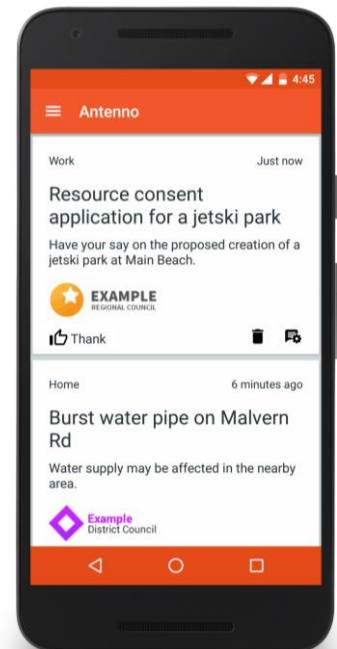 4:45
Antenno
Work Just now
Resource consent
application for a jetski park
Have your say on the proposed creation of a
jetski park at Main Beach.
EXAMPLE
REGIONAL COUNCIL
Thank
Home 6 minutes ago
Burst water pipe on Malvern
Rd
Water supply may be affected in the nearby
area.
Example
District Council